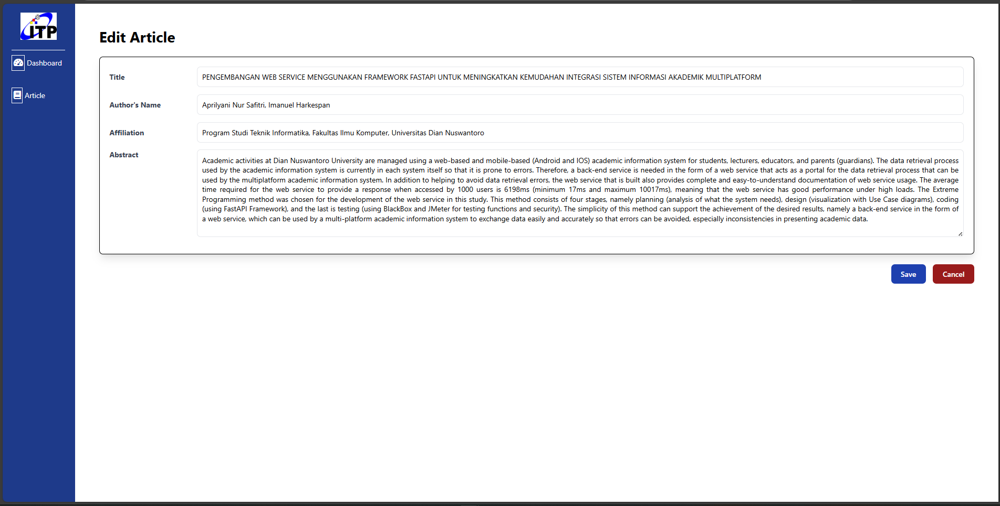 ITP
Dashboard
Article
Edit Article
Title
PENGEMBANGAN WEB SERVICE MENGGUNAKAN FRAMEWORK FASTAPI UNTUK MENINGKATKAN KEMUDAHAN INTEGRASI SISTEM INFORMASI AKADEMIK MULTIPLATFORM
Author's Name
Aprilyani Nur Safitri, Imanuel Harkespan
Affiliation
Program Studi Teknik Informatika, Fakultas Ilmu Komputer, Universitas Dian Nuswantoro
Abstract
Academic activities at Dian Nuswantoro University are managed using a web-based and mobile-based (Android and IOS) academic information system for students, lecturers, educators, and parents (guardians). The data retrieval process
used by the academic information system is currently in each system itself so that it is prone to errors. Therefore, a back-end service is needed in the form of a web service that acts as a portal for the data retrieval process that can be
used by the multiplatform academic information system. In addition to helping to avoid data retrieval errors, the web service that is built also provides complete and easy-to-understand documentation of web service usage. The average
time required for the web service to provide a response when accessed by 1000 users is 6198ms (minimum 17ms and maximum 10017ms), meaning that the web service has good performance under high loads. The Extreme
Programming method was chosen for the development of the web service in this study. This method consists of four stages, namely planning (analysis of what the system needs), design (visualization with Use Case diagrams), coding
(using FastAPI Framework), and the last is testing (using BlackBox and JMeter for testing functions and security). The simplicity of this method can support the achievement of the desired results, namely a back-end service in the form of
a web service, which can be used by a multi-platform academic information system to exchange data easily and accurately so that errors can be avoided, especially inconsistencies in presenting academic data.
Save
Cancel